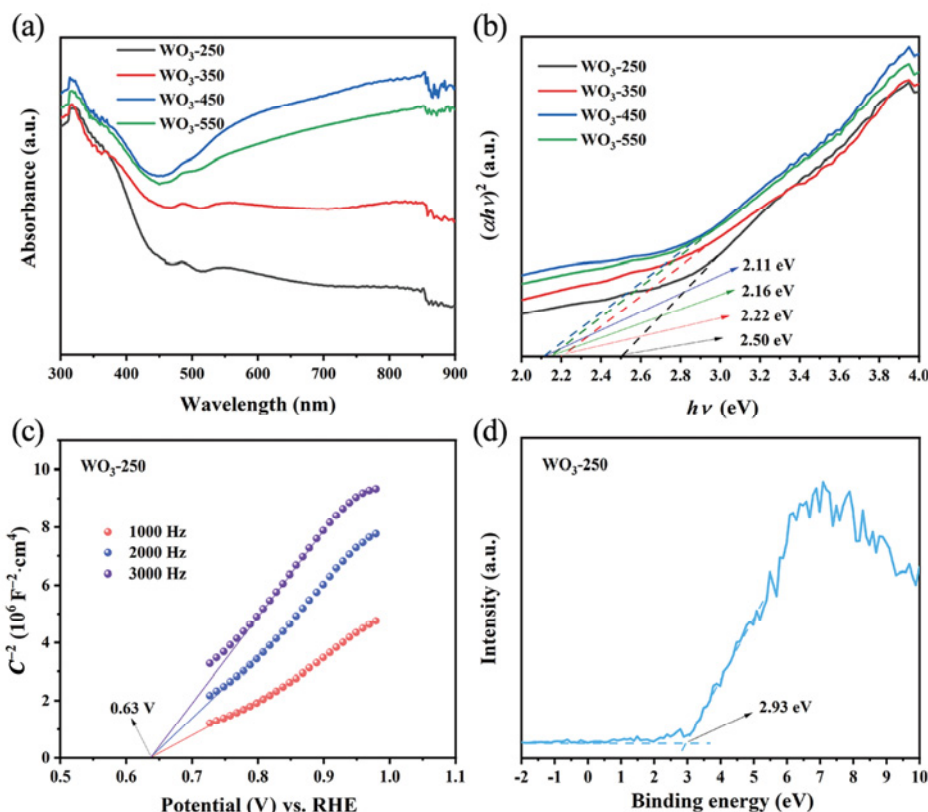 (a)
WO₃-250
WO₃-350
WO₃-450
WO₃-550
Absorbance (a.u.)
300 400 500 600 700 800 900
Wavelength (nm)
(b)
WO₃-250
WO₃-350
WO₃-450
WO₃-550
(αhν)² (a.u.)
2.11 eV
2.16 eV
2.22 eV
2.50 eV
2.0 2.2 2.4 2.6 2.8 3.0 3.2 3.4 3.6 3.8 4.0
hν (eV)
(c)
WO₃-250
1000 Hz
2000 Hz
3000 Hz
C⁻² (10⁶ F⁻²·cm⁴)
10
8
6
4
2
0
0.63 V
0.5 0.6 0.7 0.8 0.9 1.0 1.1
Potential (V) vs. RHE
(d)
WO₃-250
Intensity (a.u.)
2.93 eV
-2 -1 0 1 2 3 4 5 6 7 8 9 10
Binding energy (eV)